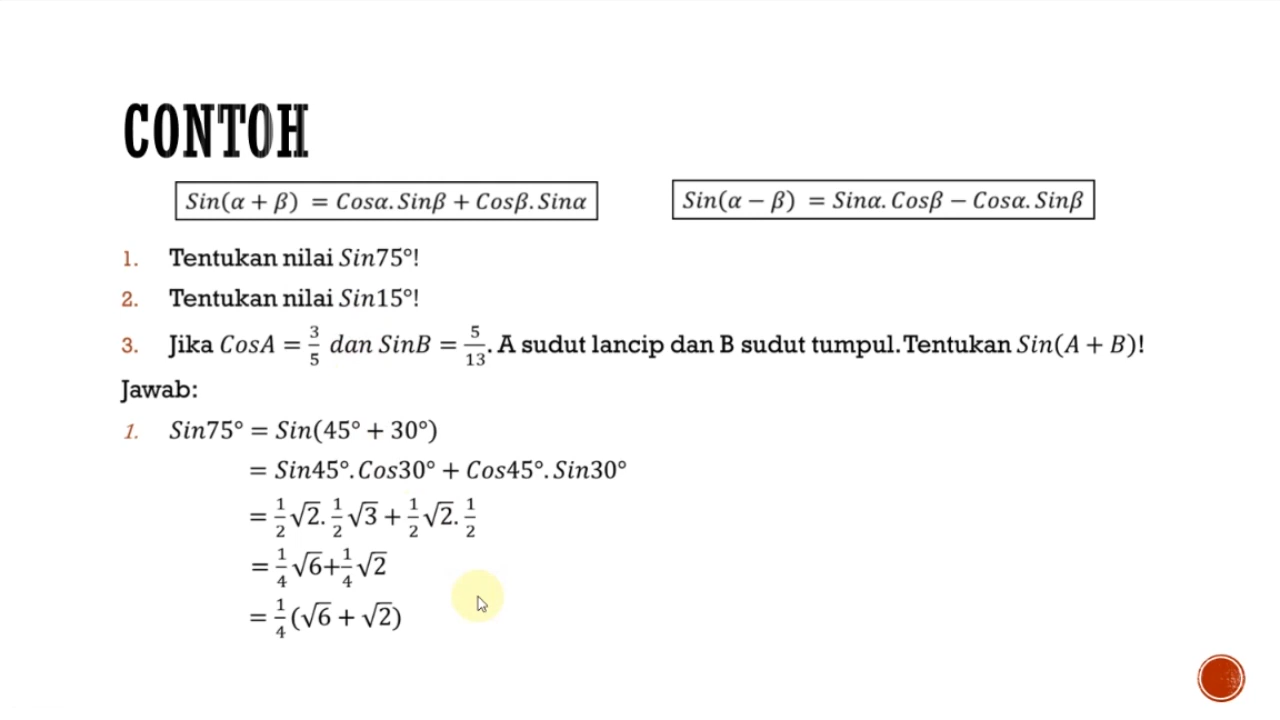 CONTOH
Sin(α + β) = Cosα.Sinβ + Cosβ.Sinα
Sin(α − β) = Sinα.Cosβ − Cosα.Sinβ
1. Tentukan nilai Sin75°!
2. Tentukan nilai Sin15°!
3. Jika CosA = 3/5 dan SinB = 5/13. A sudut lancip dan B sudut tumpul.Tentukan Sin(A + B)!
Jawab:
1. Sin75° = Sin(45° + 30°)
= Sin45°.Cos30° + Cos45°.Sin30°
= 1/2√2.1/2√3 + 1/2√2.1/2
= 1/4√6+1/4√2
= 1/4(√6 + √2)